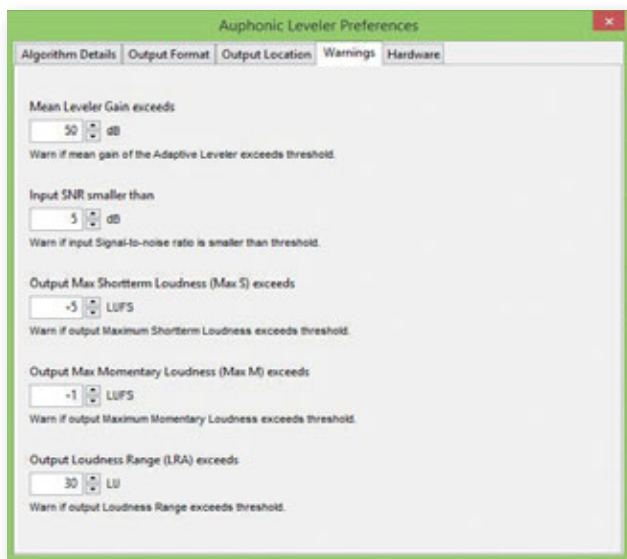 Auphonic Leveler Preferences
Algorithm Details Output Format Output Location Warnings Hardware
Mean Leveler Gain exceeds
50 dB
Warn if mean gain of the Adaptive Leveler exceeds threshold.
Input SNR smaller than
5 dB
Warn if input Signal-to-noise ratio is smaller than threshold.
Output Max Shortterm Loudness (Max S) exceeds
-5 LUFS
Warn if output Maximum Shortterm Loudness exceeds threshold.
Output Max Momentary Loudness (Max M) exceeds
-1 LUFS
Warn if output Maximum Momentary Loudness exceeds threshold.
Output Loudness Range (LRA) exceeds
30 LU
Warn if output Loudness Range exceeds threshold.